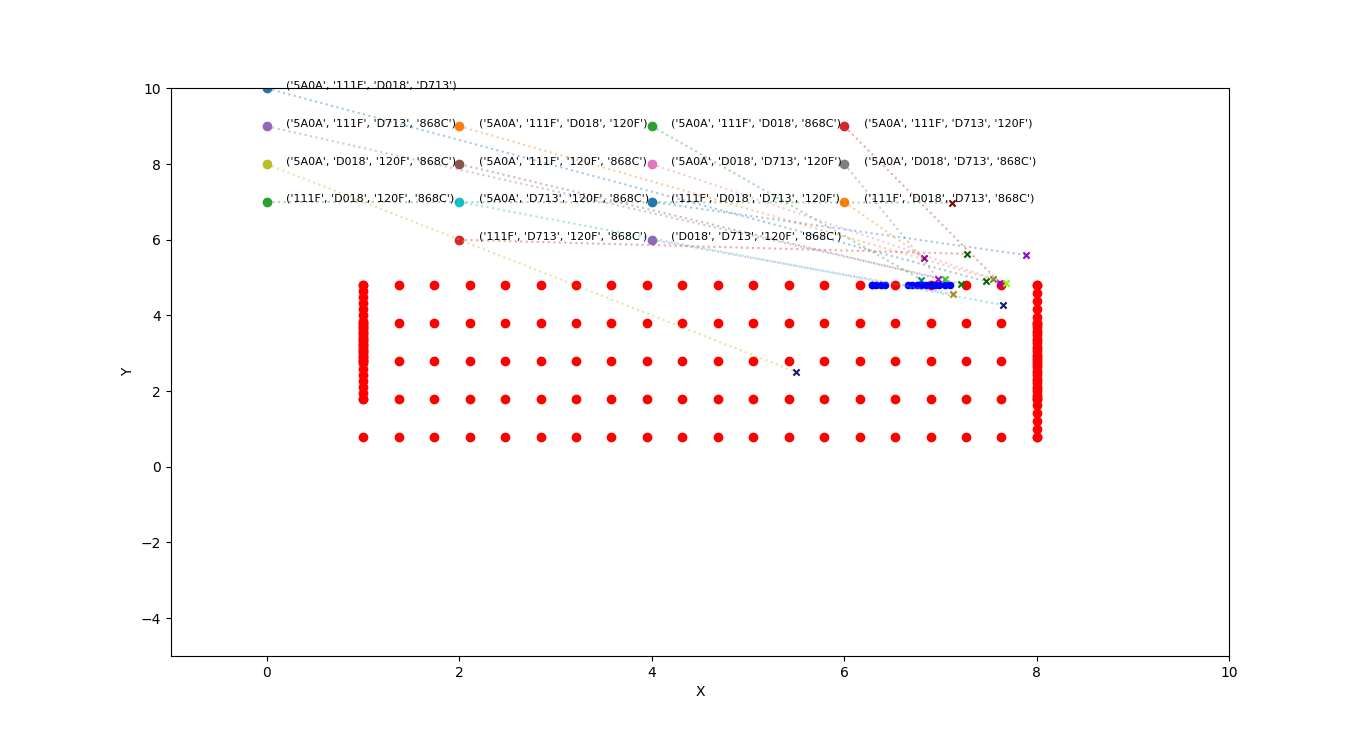 ('5A0A', '111F', 'D018', 'D713')
('5A0A', '111F', 'D713', '868C') ('5A0A', '111F', 'D018', '120F') ('5A0A', '111F', 'D018', '868C') ('5A0A', '111F', 'D713', '120F')
('5A0A', 'D018', '120F', '868C') ('5A0A', '111F', '120F', '868C') ('5A0A', 'D018', 'D713', '120F') ('5A0A', 'D018', 'D713', '868C')
('111F', 'D018', '120F', '868C') ('5A0A', 'D713', '120F', '868C') ('111F', 'D018', 'D713', '120F') ('111F', 'D018', 'D713', '868C')
('111F', 'D713', '120F', '868C') ('D018', 'D713', '120F', '868C')
10
8
6
4
2
0
−2
−4
Y
0 2 4 6 8 10
X